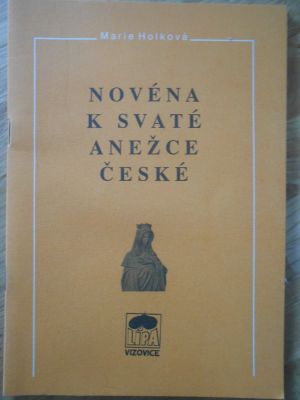 Marie Holková
NOVÉNA
K SVATÉ
ANEŽCE
ČESKÉ
LÍPA
VIZOVICE